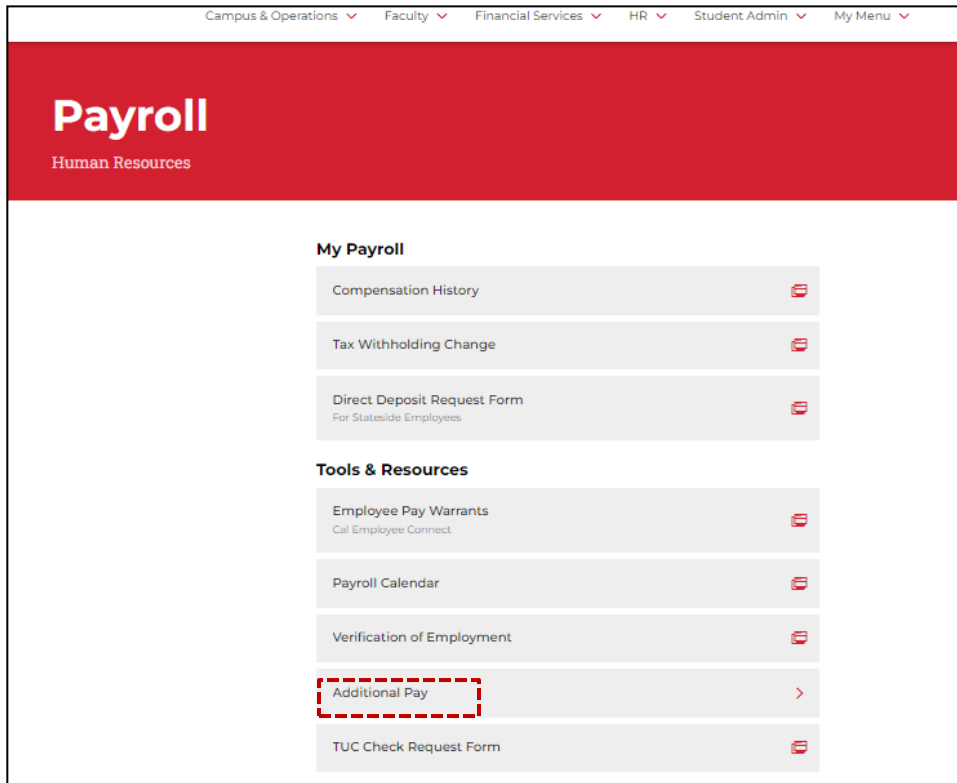 Campus & Operations Faculty Financial Services HR Student Admin My Menu
Payroll
Human Resources
My Payroll
Compensation History
Tax Withholding Change
Direct Deposit Request Form
For Stateside Employees
Tools & Resources
Employee Pay Warrants
Cal Employee Connect
Payroll Calendar
Verification of Employment
Additional Pay
TUC Check Request Form